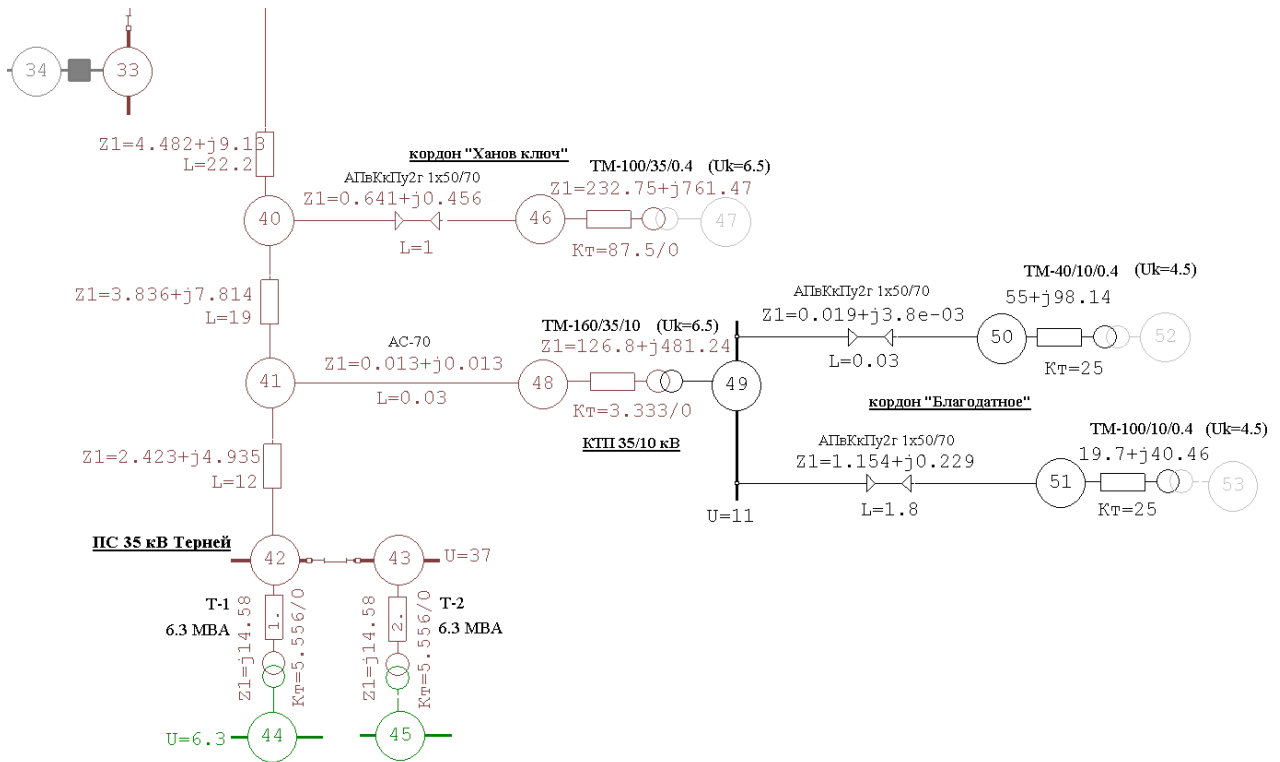 34
33
Z1=4.482+j9.13
L=22.2
кордон "Ханов ключ"
АПвКкПу2г 1x50/70
Z1=0.641+j0.456
L=1
ТМ-100/35/0.4 (Uk=6.5)
Z1=232.75+j761.47
Кт=87.5/0
40
46
47
Z1=3.836+j7.814
L=19
АС-70
Z1=0.013+j0.013
L=0.03
ТМ-160/35/10 (Uk=6.5)
Z1=126.8+j481.24
Кт=3.333/0
КТП 35/10 кВ
41
48
49
АПвКкПу2г 1x50/70
Z1=0.019+j3.8e-03
L=0.03
ТМ-40/10/0.4 (Uk=4.5)
55+j98.14
Кт=25
50
52
кордон "Благодатное"
АПвКкПу2г 1x50/70
Z1=1.154+j0.229
L=1.8
ТМ-100/10/0.4 (Uk=4.5)
19.7+j40.46
Кт=25
51
53
U=11
Z1=2.423+j4.935
L=12
ПС 35 кВ Терней
42
43
U=37
Т-1
6.3 МВА
Z1=j14.58
1.
Кт=5.556/0
Z1=j14.58
2.
Кт=5.556/0
Т-2
6.3 МВА
U=6.3
44
45